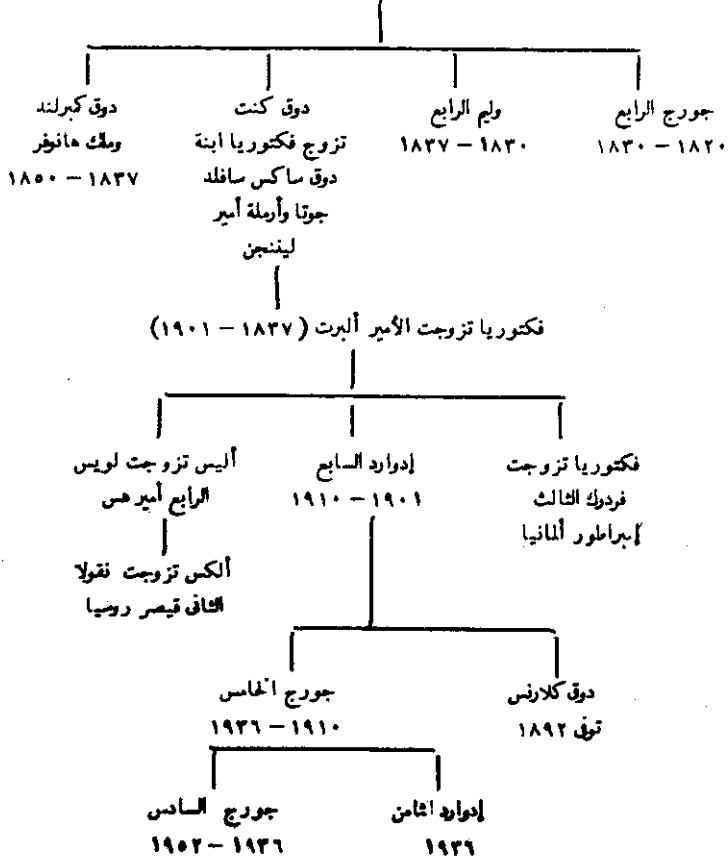 جورج الرابع
١٨٢٠ – ١٨٣٠
وليم الرابع
١٨٣٠ – ١٨٣٧
دوق كنت
تزوج فكتوريا ابنة
دوق ساكس سافلد
جوتا وأرملة أمير
ليننجن
دوق كمبرلند
وملك هانوفر
١٨٣٧ – ١٨٥٠
فكتوريا تزوجت الأمير ألبرت (١٨٣٧ – ١٩٠١)
فكتوريا تزوجت
فردرك الثالث
إمبراطور ألمانيا
إدوارد السابع
١٩٠١ – ١٩١٠
أليس تزوجت لويس
الرابع أمير هس
ألكس تزوجت نقولا
الثانى قيصر روسيا
دوق كلارنس
توفى ١٨٩٢
جورج الخامس
١٩١٠ – ١٩٣٦
إدوارد الثامن
١٩٣٦
جورج السادس
١٩٣٦ – ١٩٥٢